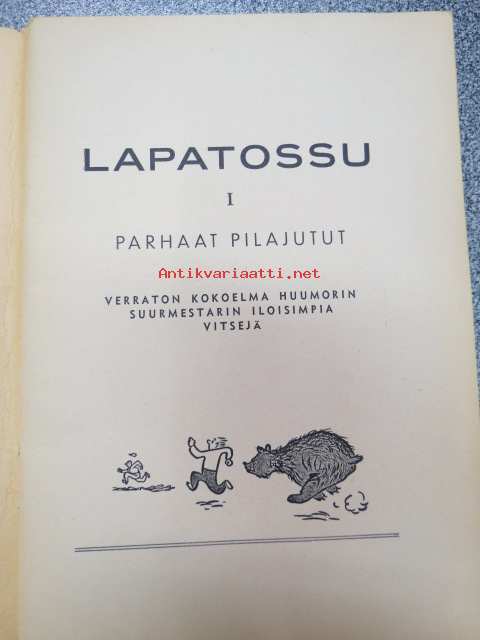 LAPATOSSU
I
PARHAAT PILAJUTUT
Antikvariaatti.net
VERRATON KOKOELMA HUUMORIN
SUURMESTARIN ILOISIMPIA
VITSEJÄ